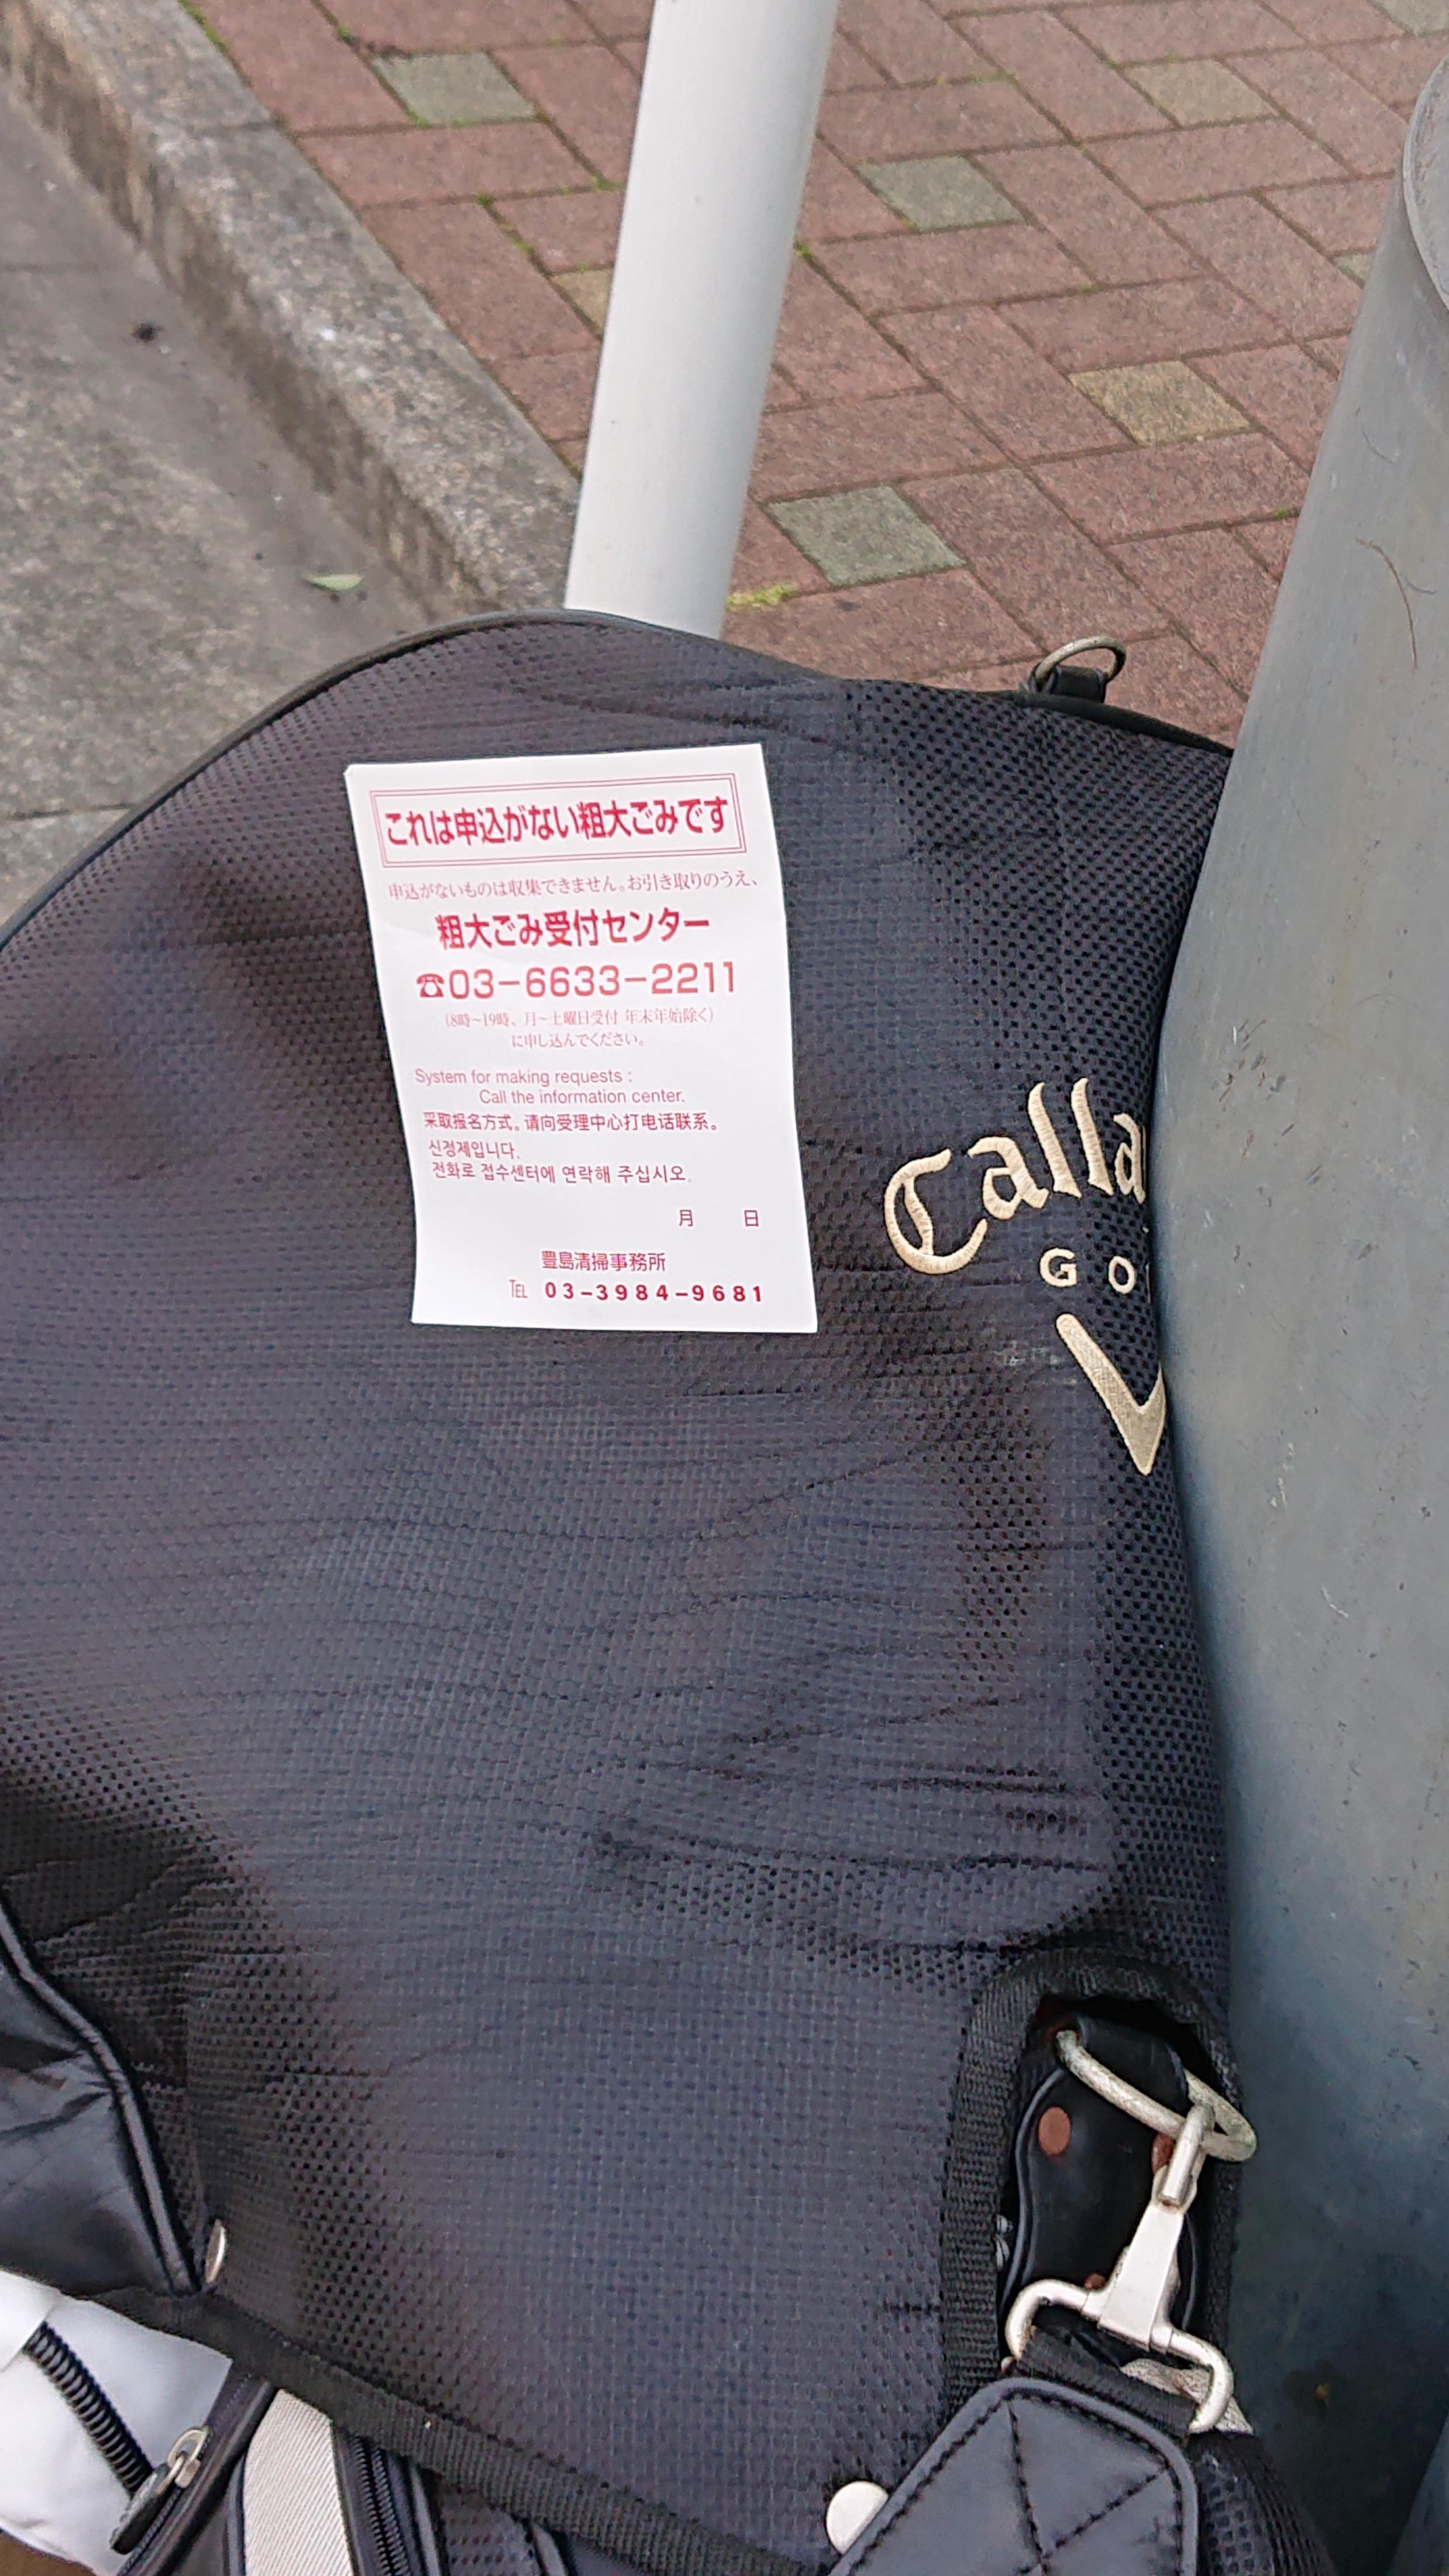 これは申込がない粗大ごみです
申込がないものは収集できません。お引き取りのうえ、
粗大ごみ受付センター
☎03-6633-2211
(8時~19時、月~土曜日受付 年末年始除く)
に申し込んでください。
System for making requests :
Call the information center.
采取报名方式。请向受理中心打电话联系。
신청제입니다.
전화로 접수센터에 연락해 주십시오.
月 日
豊島清掃事務所
TEL 03-3984-9681
Calla
GO